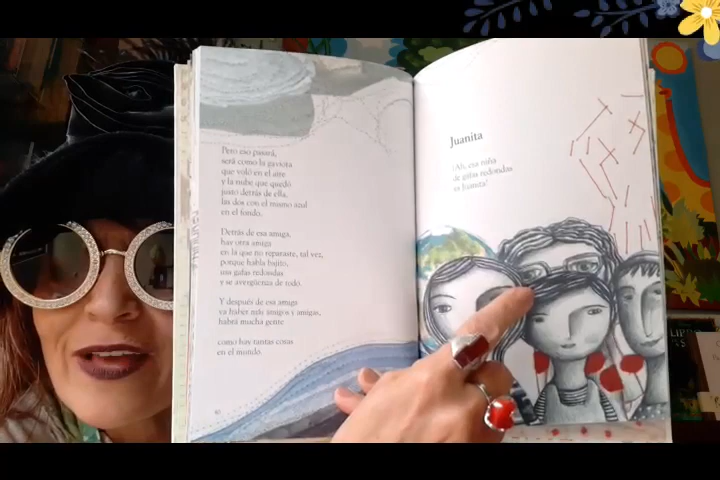 Pero eso pasará,
será como la gaviota
que voló en el aire
y la nube que quedó
justo detrás de ella,
las dos con el mismo azul
en el fondo.
Detrás de esa amiga,
hay otra amiga
en la que no reparaste, tal vez,
porque habla bajito,
usa gafas redondas
y se avergüenza de todo.
Y después de esa amiga
va haber más amigos y amigas,
habrá mucha gente
como hay tantas cosas
en el mundo.
Juanita
¡Ah, esa niña
de gafas redondas
es Juanita!